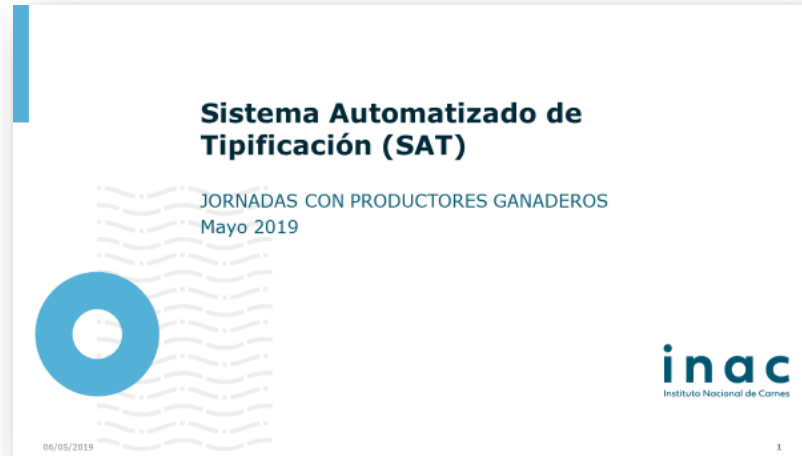 Sistema Automatizado de
Tipificación (SAT)
JORNADAS CON PRODUCTORES GANADEROS
Mayo 2019
inac
Instituto Nacional de Carnes
06/05/2019
1